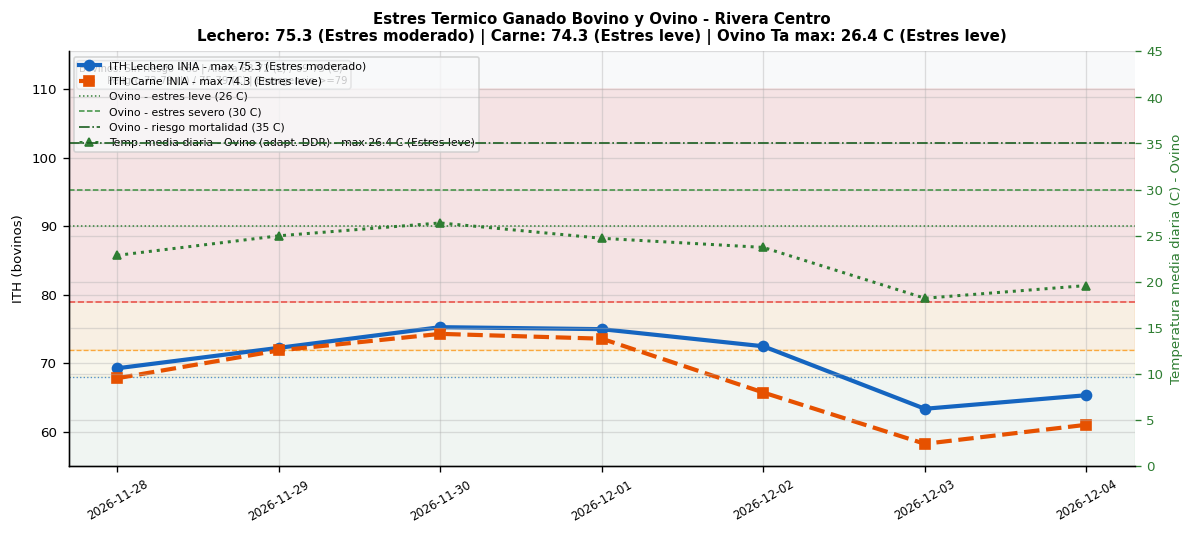 Estres Termico Ganado Bovino y Ovino - Rivera Centro
Lechero: 75.3 (Estres moderado) | Carne: 74.3 (Estres leve) | Ovino Ta max: 26.4 C (Estres leve)
ITH Lechero INIA - max 75.3 (Estres moderado)
ITH Carne INIA - max 74.3 (Estres leve)
>=79
Ovino - estres leve (26 C)
Ovino - estres severo (30 C)
Ovino - riesgo mortalidad (35 C)
Temp. media diaria - Ovino (adapt. DDR) - max 26.4 C (Estres leve)
ITH (bovinos)
110
100
90
80
70
60
Temperatura media diaria (C) - Ovino
45
40
35
30
25
20
15
10
5
0
2026-11-28
2026-11-29
2026-11-30
2026-12-01
2026-12-02
2026-12-03
2026-12-04